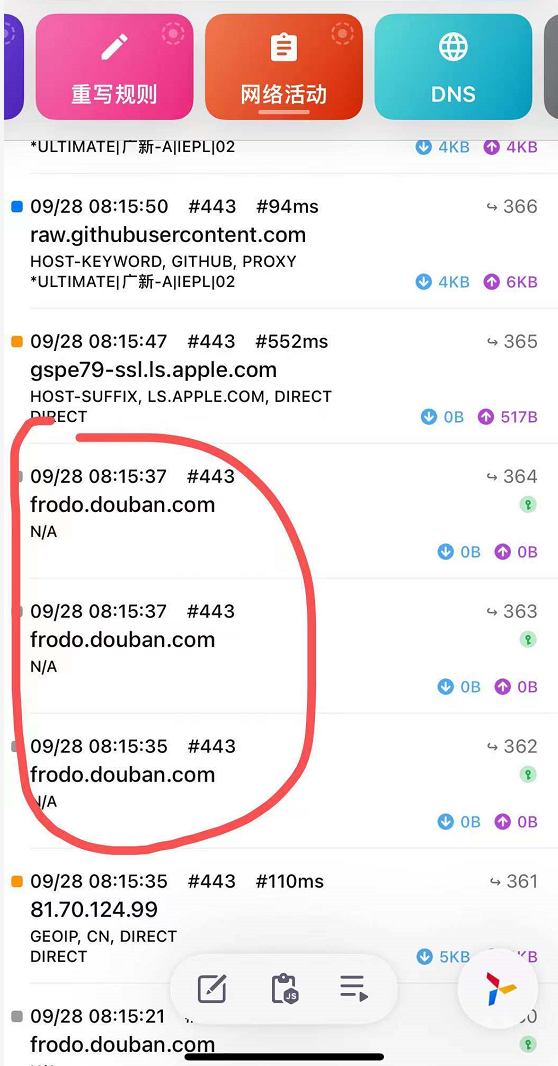 重写规则
网络活动
DNS
*ULTIMATE|广新-A|IEPL|02
4KB 4KB
09/28 08:15:50 #443 #94ms 366
raw.githubusercontent.com
HOST-KEYWORD, GITHUB, PROXY
*ULTIMATE|广新-A|IEPL|02
4KB 6KB
09/28 08:15:47 #443 #552ms 365
gspe79-ssl.ls.apple.com
HOST-SUFFIX, LS.APPLE.COM, DIRECT
DIRECT
0B 517B
09/28 08:15:37 #443 364
frodo.douban.com
N/A
0B 0B
09/28 08:15:37 #443 363
frodo.douban.com
N/A
0B 0B
09/28 08:15:35 #443 362
frodo.douban.com
N/A
0B 0B
09/28 08:15:35 #443 #110ms 361
81.70.124.99
GEOIP, CN, DIRECT
DIRECT
5KB KB
JS
09/28 08:15:21
frodo.douban.com